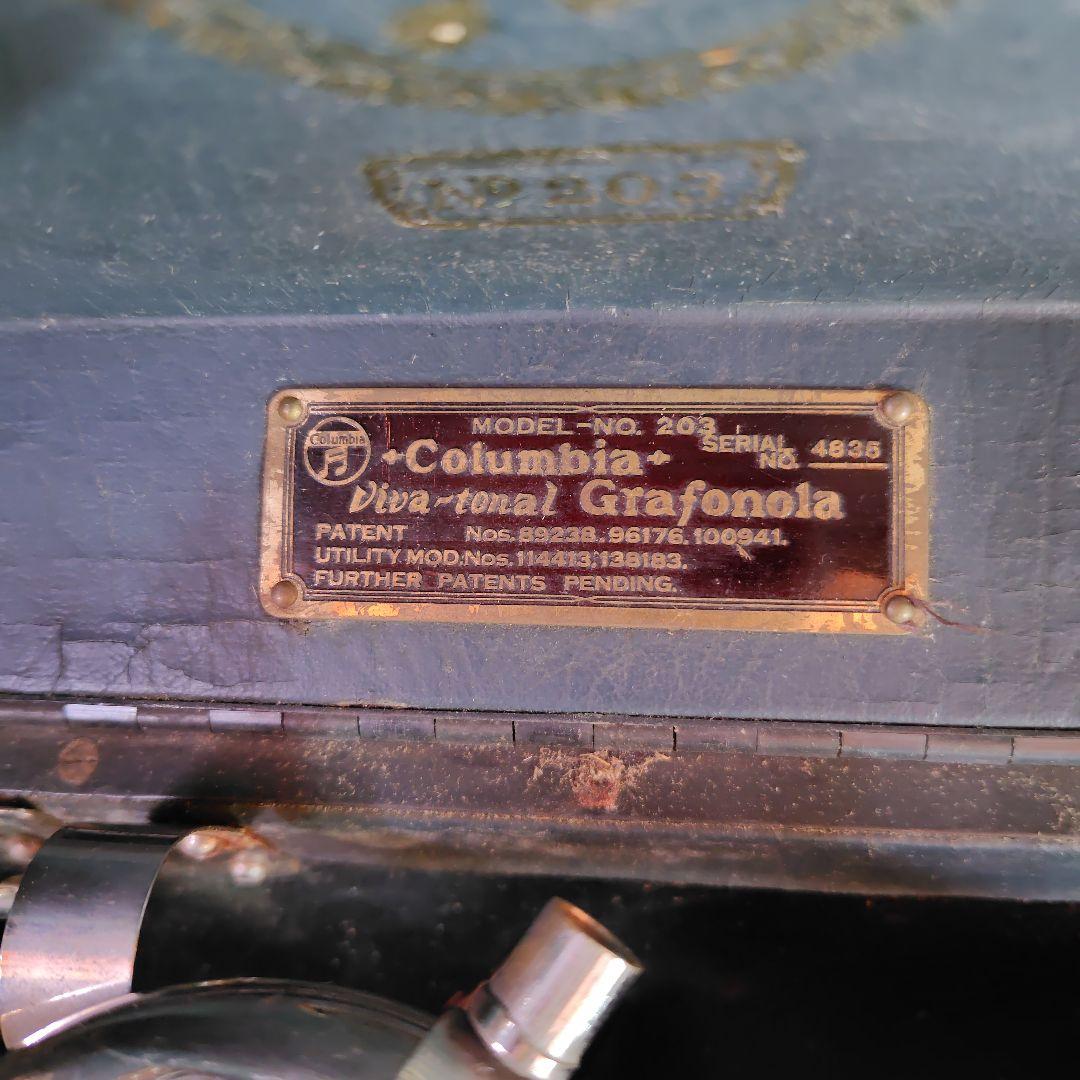 No 203
MODEL-NO. 203
Columbia
Columbia
SERIAL NO. 4835
Viva-tonal Grafonola
PATENT Nos. 89238. 96176. 100941.
UTILITY MOD. Nos. 114413. 138183.
FURTHER PATENTS PENDING.